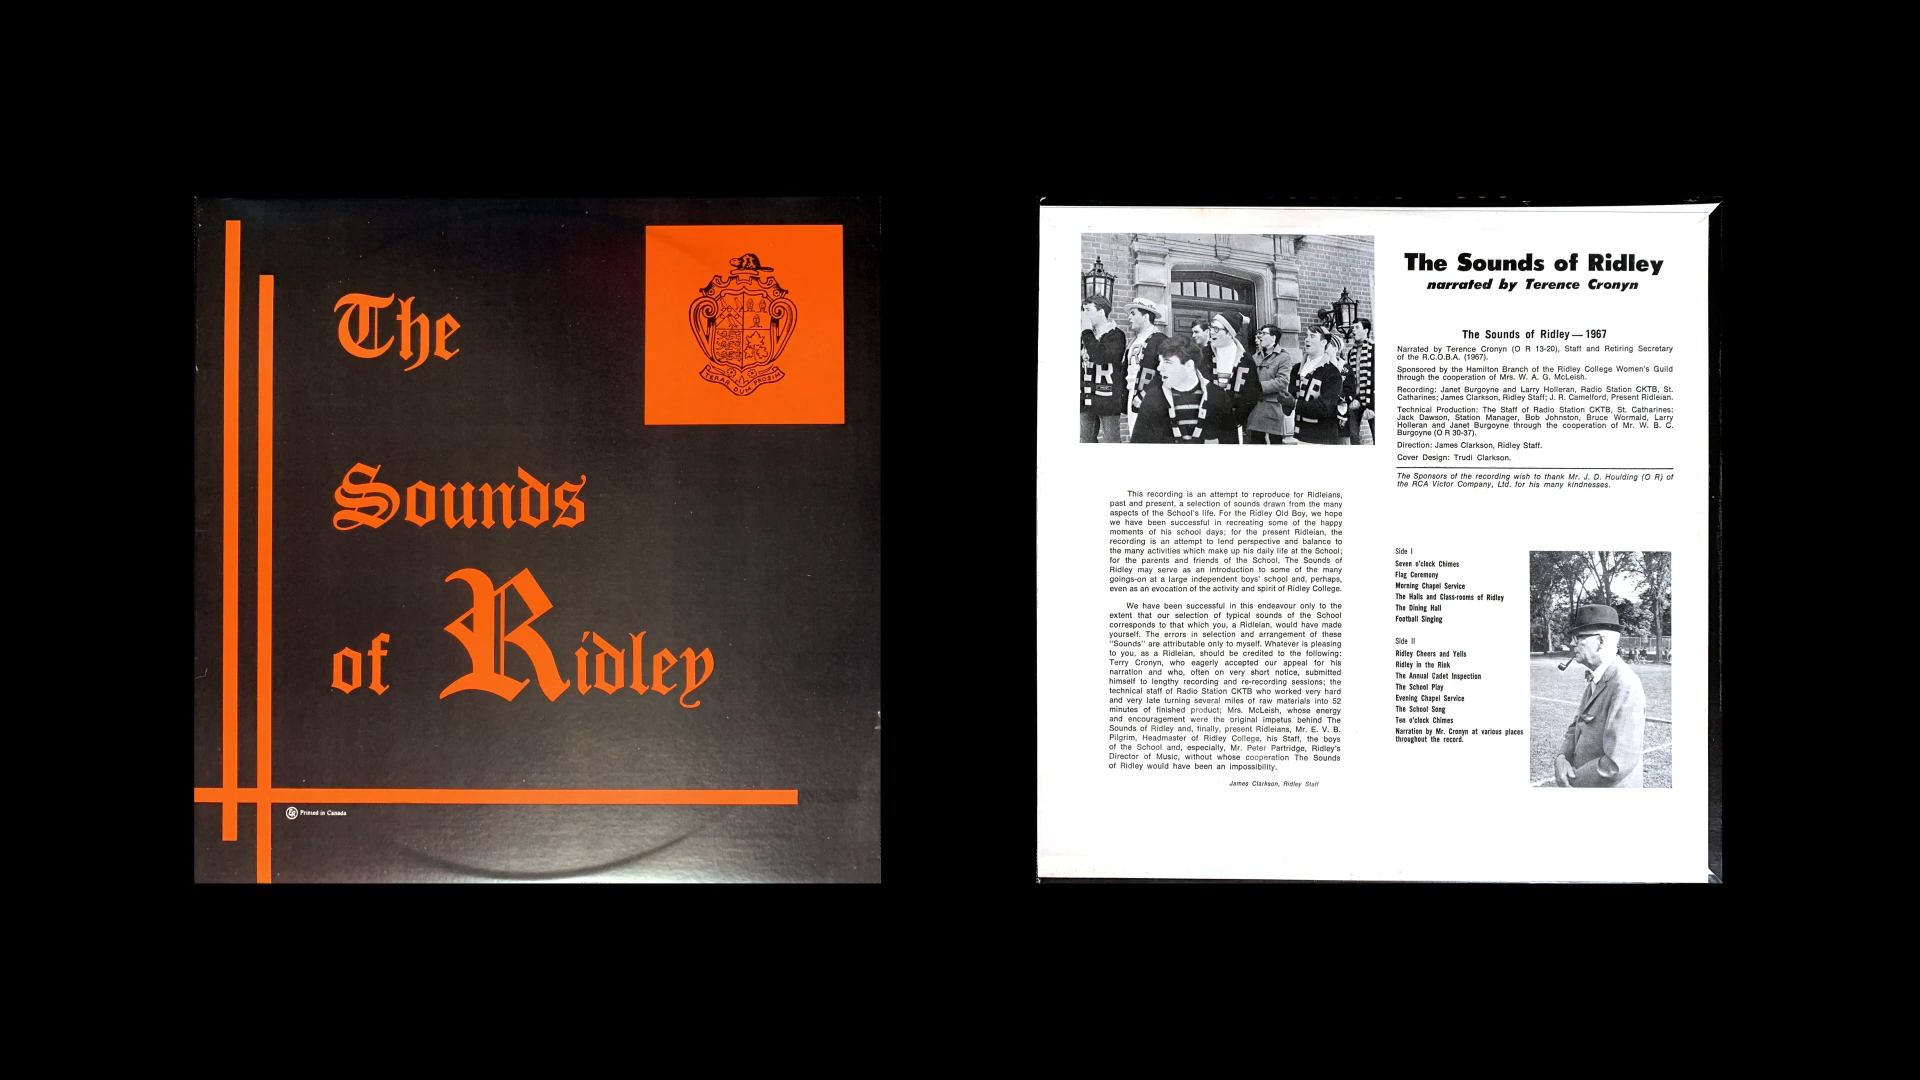 The
Sounds
of Ridley
TERAR DUM PROSIM
Printed in Canada
The Sounds of Ridley
narrated by Terence Cronyn
The Sounds of Ridley — 1967
Narrated by Terence Cronyn (O R 13-20), Staff and Retiring Secretary
of the R.C.O.B.A. (1967).
Sponsored by the Hamilton Branch of the Ridley College Women's Guild
through the cooperation of Mrs. W. A. G. McLeish.
Recording: Janet Burgoyne and Larry Holleran, Radio Station CKTB, St.
Catharines; James Clarkson, Ridley Staff; J. R. Camelford, Present Ridleian.
Technical Production: The Staff of Radio Station CKTB, St. Catharines:
Jack Dawson, Station Manager, Bob Johnston, Bruce Wormald, Larry
Holleran and Janet Burgoyne through the cooperation of Mr. W. B. C.
Burgoyne (O R 30-37).
Direction: James Clarkson, Ridley Staff.
Cover Design: Trudi Clarkson.
The Sponsors of the recording wish to thank Mr. J. D. Houlding (O R) of
the RCA Victor Company, Ltd. for his many kindnesses.
This recording is an attempt to reproduce for Ridleians,
past and present, a selection of sounds drawn from the many
aspects of the School's life. For the Ridley Old Boy, we hope
we have been successful in recreating some of the happy
moments of his school days; for the present Ridleian, the
recording is an attempt to lend perspective and balance to
the many activities which make up his daily life at the School;
for the parents and friends of the School, The Sounds of
Ridley may serve as an introduction to some of the many
goings-on at a large independent boys' school and, perhaps,
even as an evocation of the activity and spirit of Ridley College.
We have been successful in this endeavour only to the
extent that our selection of typical sounds of the School
corresponds to that which you, a Ridleian, would have made
yourself. The errors in selection and arrangement of these
"Sounds" are attributable only to myself. Whatever is pleasing
to you, as a Ridleian, should be credited to the following:
Terry Cronyn, who eagerly accepted our appeal for his
narration and who, often on very short notice, submitted
himself to lengthy recording and re-recording sessions; the
technical staff of Radio Station CKTB who worked very hard
and very late turning several miles of raw materials into 52
minutes of finished product; Mrs. McLeish, whose energy
and encouragement were the original impetus behind The
Sounds of Ridley and, finally, present Ridleians, Mr. E. V. B.
Pilgrim, Headmaster of Ridley College, his Staff, the boys
of the School and, especially, Mr. Peter Partridge, Ridley's
Director of Music, without whose cooperation The Sounds
of Ridley would have been an impossibility.
James Clarkson, Ridley Staff
Side I
Seven o'clock Chimes
Flag Ceremony
Morning Chapel Service
The Halls and Class-rooms of Ridley
The Dining Hall
Football Singing
Side II
Ridley Cheers and Yells
Ridley in the Rink
The Annual Cadet Inspection
The School Play
Evening Chapel Service
The School Song
Ten o'clock Chimes
Narration by Mr. Cronyn at various places
throughout the record.